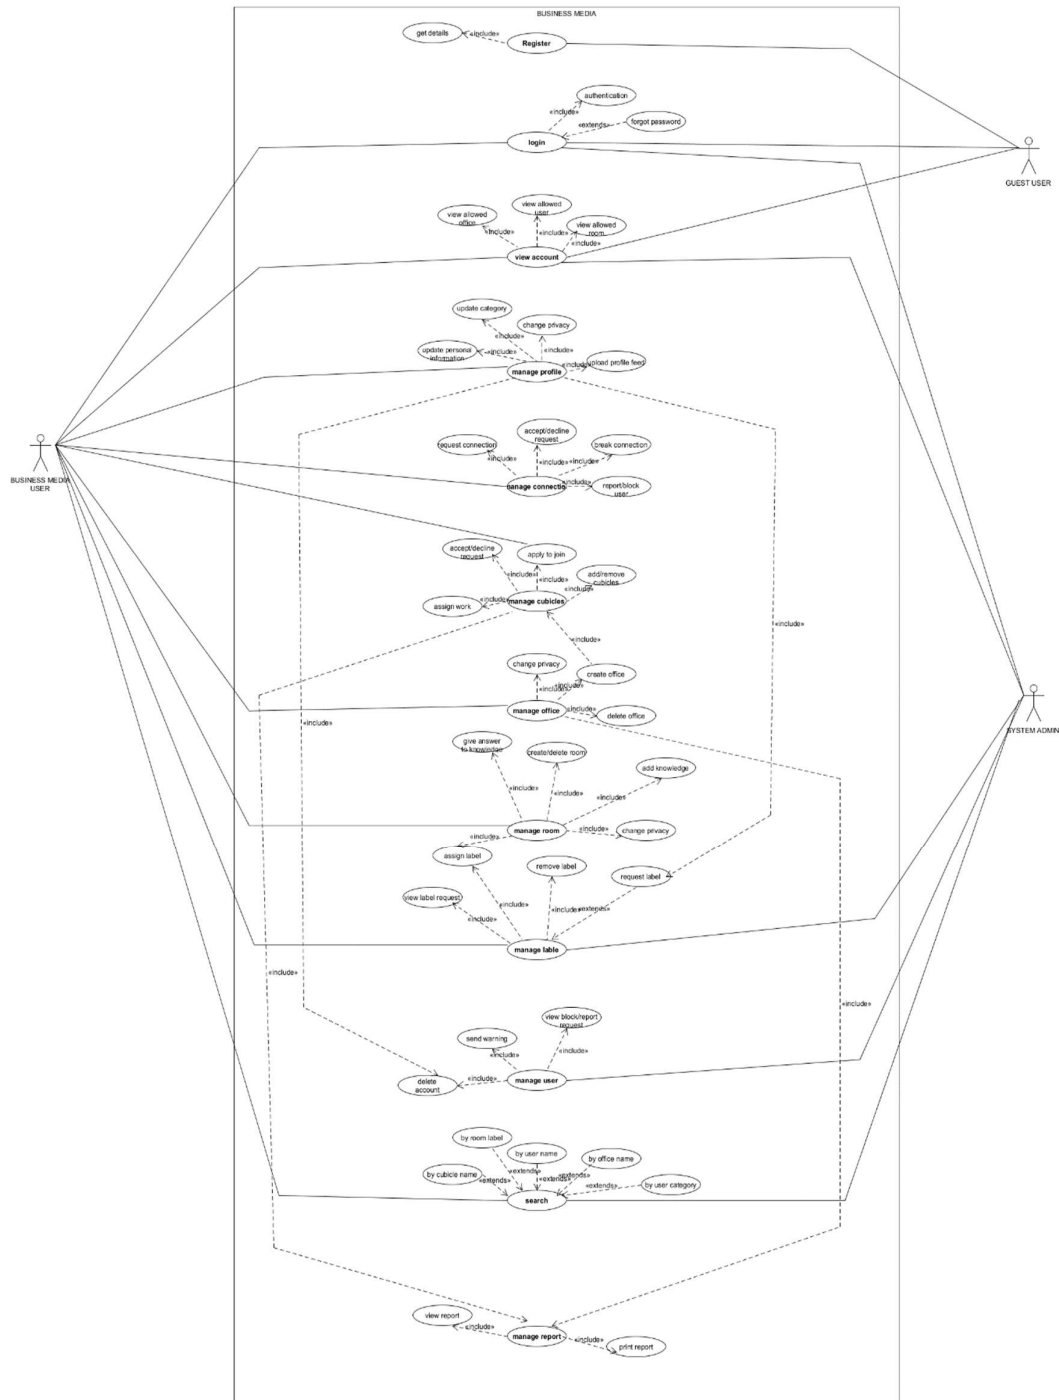 BUSINESS MEDIA
get details
«include»
Register
authentication
«include»
«extends»
forgot password
login
GUEST USER
view allowed
office
view allowed
user
view allowed
room
«include»
«include»
«include»
view account
update category
change privacy
«include»
«include»
update personal
information
«include»
«include»
upload profile feed
manage profile
request connection
accept/decline
request
break connection
«include»
«include»
«include»
manage connectio
«include»
report/block
user
BUSINESS MEDIA
USER
accept/decline
request
apply to join
add/remove
cubicles
«include»
«include»
«include»
«include»
assign work
«include»
manage cubicles
«include»
«include»
change privacy
create office
«include»
«include»
manage office
«include»
delete office
«include»
SYSTEM ADMIN
give answer
to knowledge
create/delete room
add knowledge
«include»
«include»
«include»
manage room
«include»
change privacy
«include»
assign label
remove label
request label
view label request
«include»
«include»
«extends»
«include»
manage lable
«include»
«include»
view block/report
request
send warning
«include»
«include»
manage user
delete
account
«include»
by room label
by user name
by office name
by cubicle name
«extends»
«extends»
«extends»
«extends»
«extends»
by user category
search
view report
«include»
manage report
«include»
print report